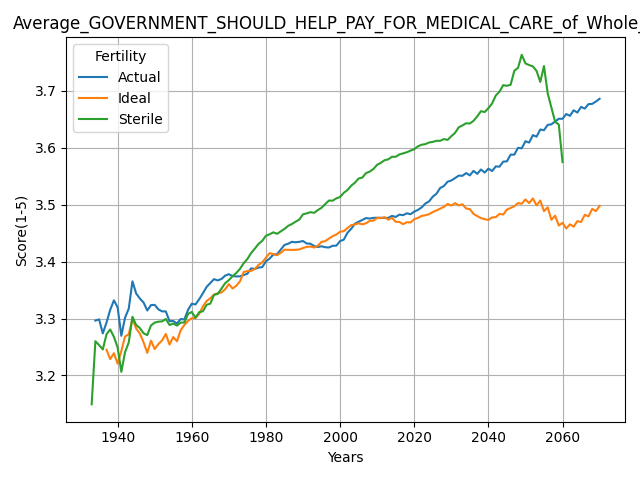 Average_GOVERNMENT_SHOULD_HELP_PAY_FOR_MEDICAL_CARE_of_Whole_
Fertility
Actual
Ideal
Sterile
Score(1-5)
3.7
3.6
3.5
3.4
3.3
3.2
1940 1960 1980 2000 2020 2040 2060
Years